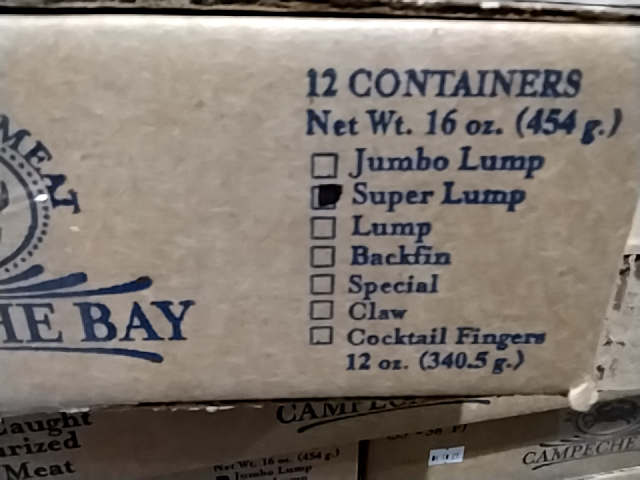 MEAT
HE BAY
12 CONTAINERS
Net Wt. 16 oz. (454 g.)
Jumbo Lump
Super Lump
Lump
Backfin
Special
Claw
Cocktail Fingers
12 oz. (340.5 g.)
Caught
urized
Meat
Net Wt. 16 oz. (454 g.)
Jumbo Lump
CAMPECHE